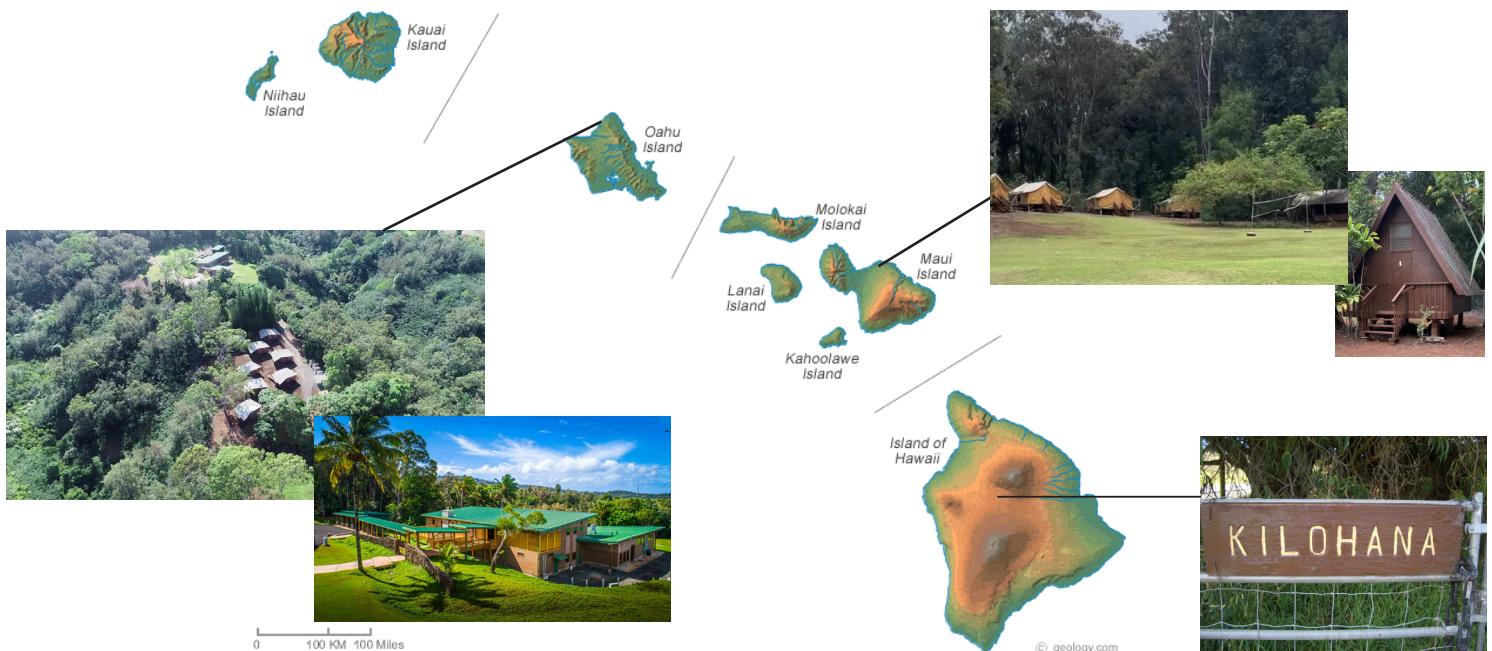 Kauai
Island
Niihau
Island
Oahu
Island
Molokai
Island
Maui
Island
Lanai
Island
Kahoolawe
Island
1
Island of
Hawaii
KILOHANA
0 100 KM 100 Miles
© geology.com